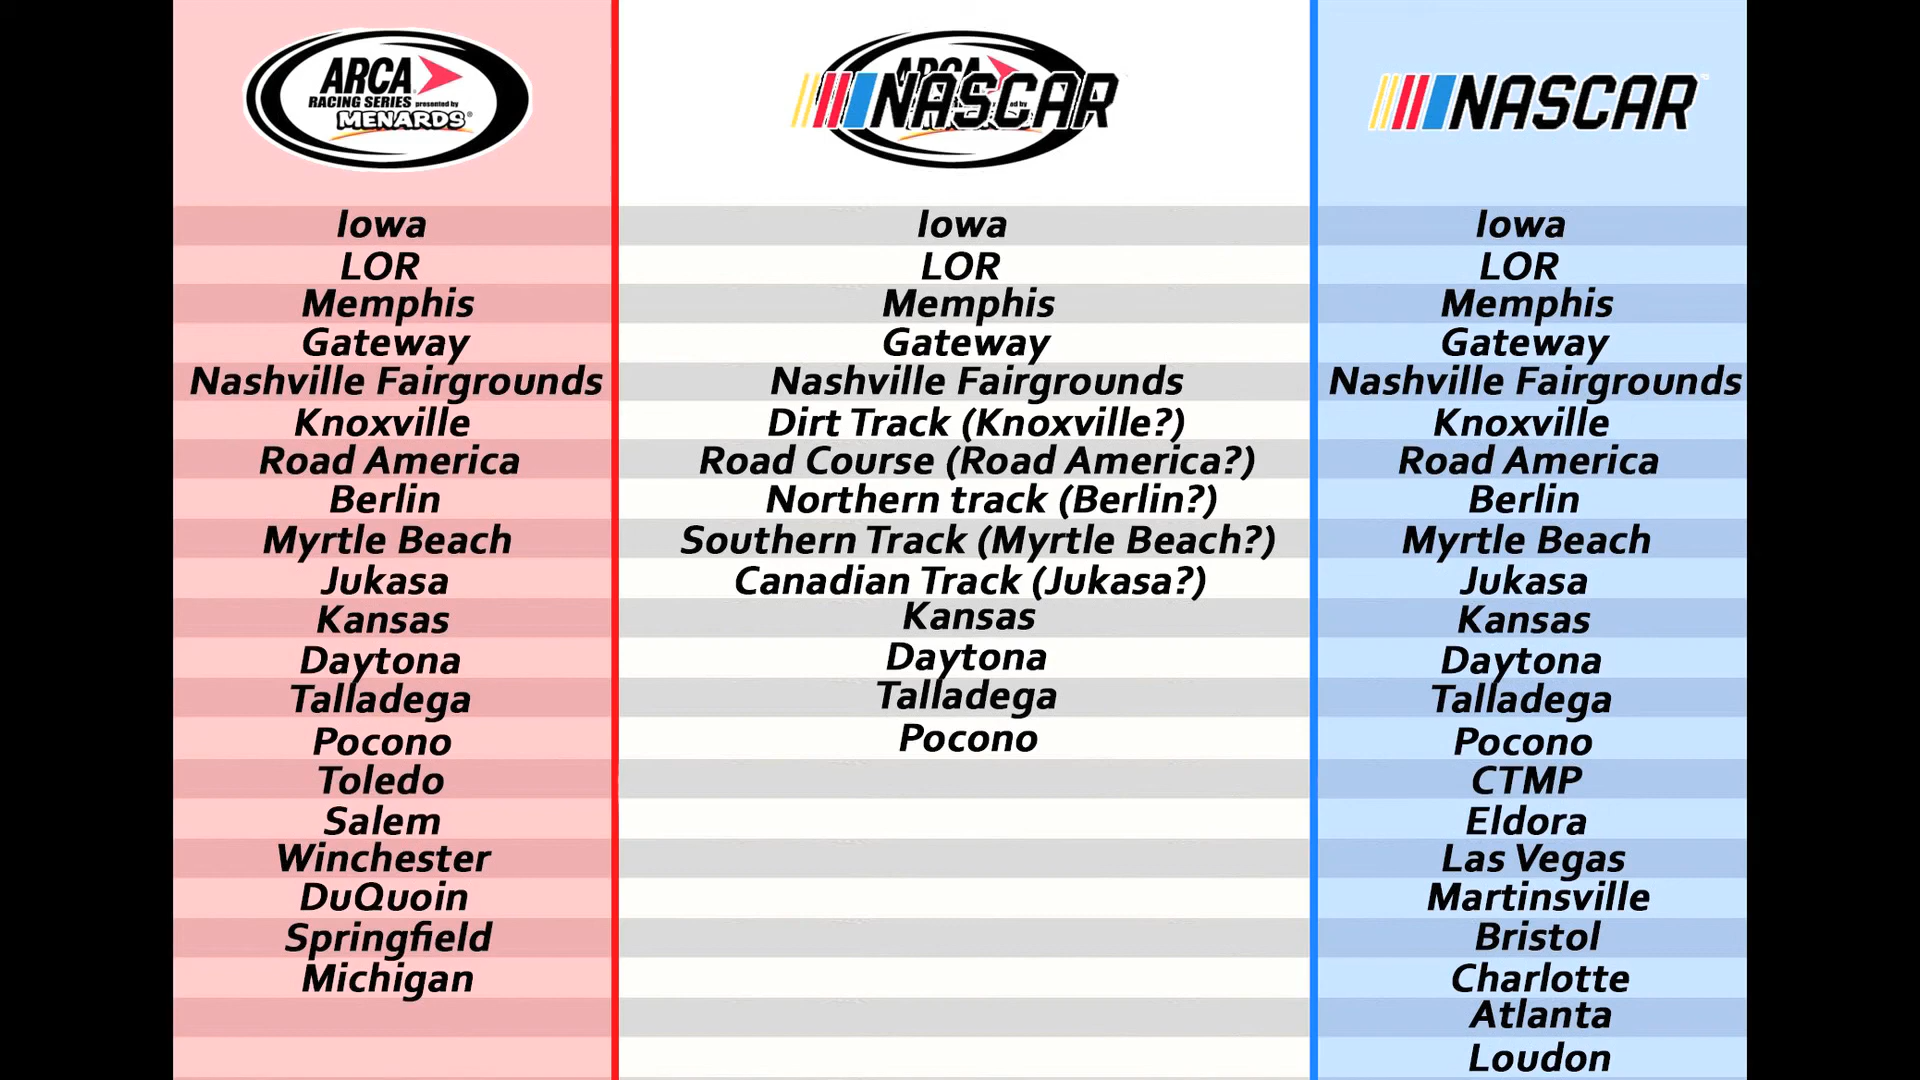 ARCA
RACING SERIES presented by
MENARDS
NASCAR
NASCAR
Iowa
LOR
Memphis
Gateway
Nashville Fairgrounds
Knoxville
Road America
Berlin
Myrtle Beach
Jukasa
Kansas
Daytona
Talladega
Pocono
Toledo
Salem
Winchester
DuQuoin
Springfield
Michigan
Iowa
LOR
Memphis
Gateway
Nashville Fairgrounds
Dirt Track (Knoxville?)
Road Course (Road America?)
Northern track (Berlin?)
Southern Track (Myrtle Beach?)
Canadian Track (Jukasa?)
Kansas
Daytona
Talladega
Pocono
Iowa
LOR
Memphis
Gateway
Nashville Fairgrounds
Knoxville
Road America
Berlin
Myrtle Beach
Jukasa
Kansas
Daytona
Talladega
Pocono
CTMP
Eldora
Las Vegas
Martinsville
Bristol
Charlotte
Atlanta
Loudon